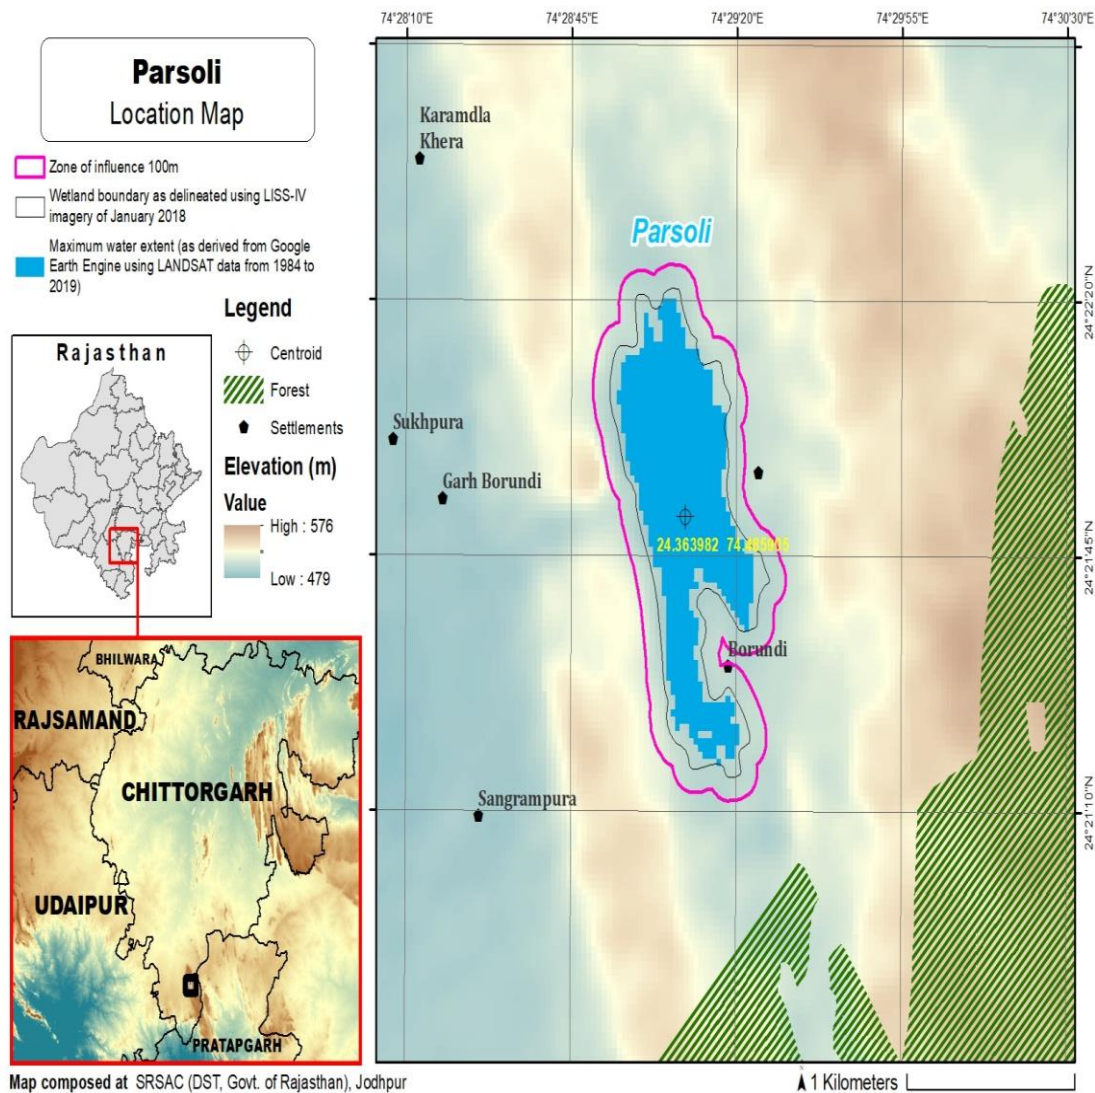 Parsoli
Location Map
Zone of influence 100m
Wetland boundary as delineated using LISS-IV
imagery of January 2018
Maximum water extent (as derived from Google
Earth Engine using LANDSAT data from 1984 to
2019)
Legend
Centroid
Forest
Settlements
Elevation (m)
Value
High : 576
Low : 479
Rajasthan
BHILWARA
RAJSAMAND
CHITTORGARH
UDAIPUR
PRATAPGARH
Map composed at SRSAC (DST, Govt. of Rajasthan), Jodhpur
74°28'10"E
74°28'45"E
74°29'20"E
74°29'55"E
74°30'30"E
Karamdla
Khera
Parsoli
24°22'20"N
Sukhpura
Garh Borundi
24.363982
24°21'45"N
Borundi
Sangrampura
24°21'10"N
1 Kilometers